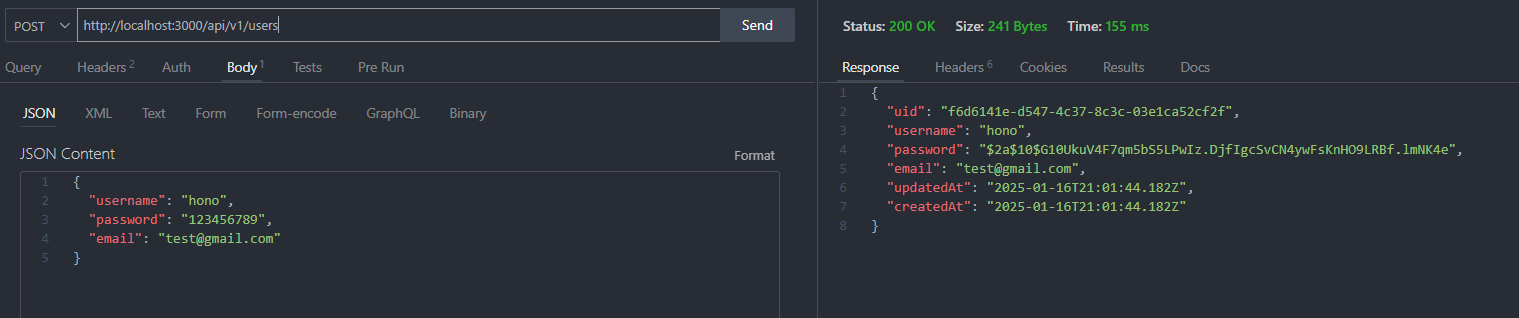 POST http://localhost:3000/api/v1/users Send
Query Headers 2 Auth Body 1 Tests Pre Run
JSON XML Text Form Form-encode GraphQL Binary
JSON Content Format
1 {
2 "username": "hono",
3 "password": "123456789",
4 "email": "test@gmail.com"
5 }
Status: 200 OK Size: 241 Bytes Time: 155 ms
Response Headers 6 Cookies Results Docs
1 {
2 "uid": "f6d6141e-d547-4c37-8c3c-03e1ca52cf2f",
3 "username": "hono",
4 "password": "$2a$10$G10UkuV4F7qm5bS5LPwIz.DjfIgcSvCN4ywFsKnHO9LRBf.lmNK4e",
5 "email": "test@gmail.com",
6 "updatedAt": "2025-01-16T21:01:44.182Z",
7 "createdAt": "2025-01-16T21:01:44.182Z"
8 }